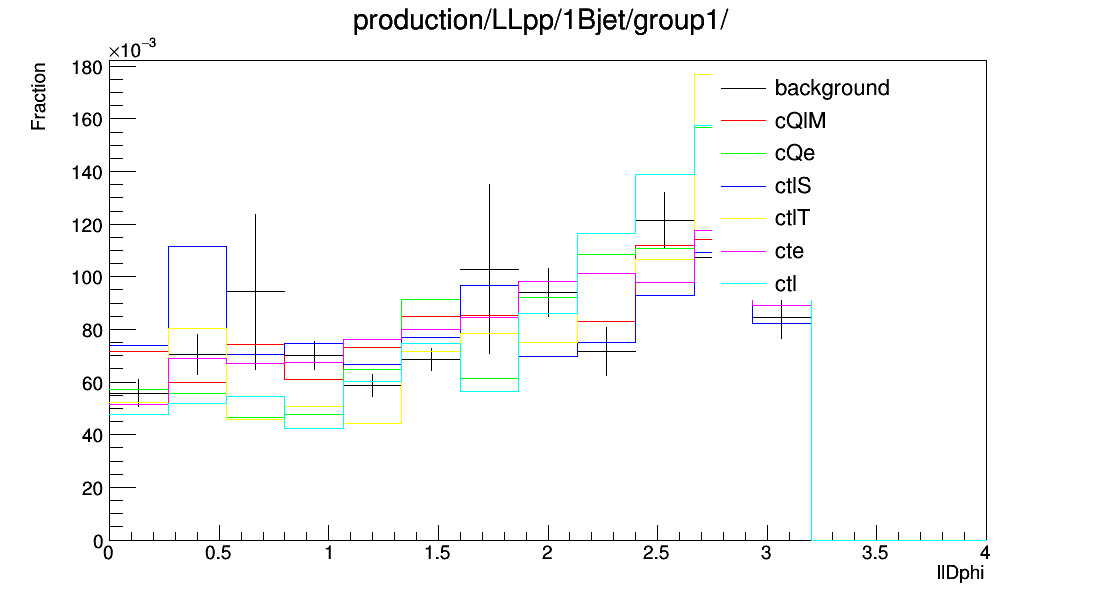 production/LLpp/1Bjet/group1/
×10⁻³
Fraction
180
160
140
120
100
80
60
40
20
0
background
cQlM
cQe
ctlS
ctlT
cte
ctl
0 0.5 1 1.5 2 2.5 3 3.5 4
llDphi